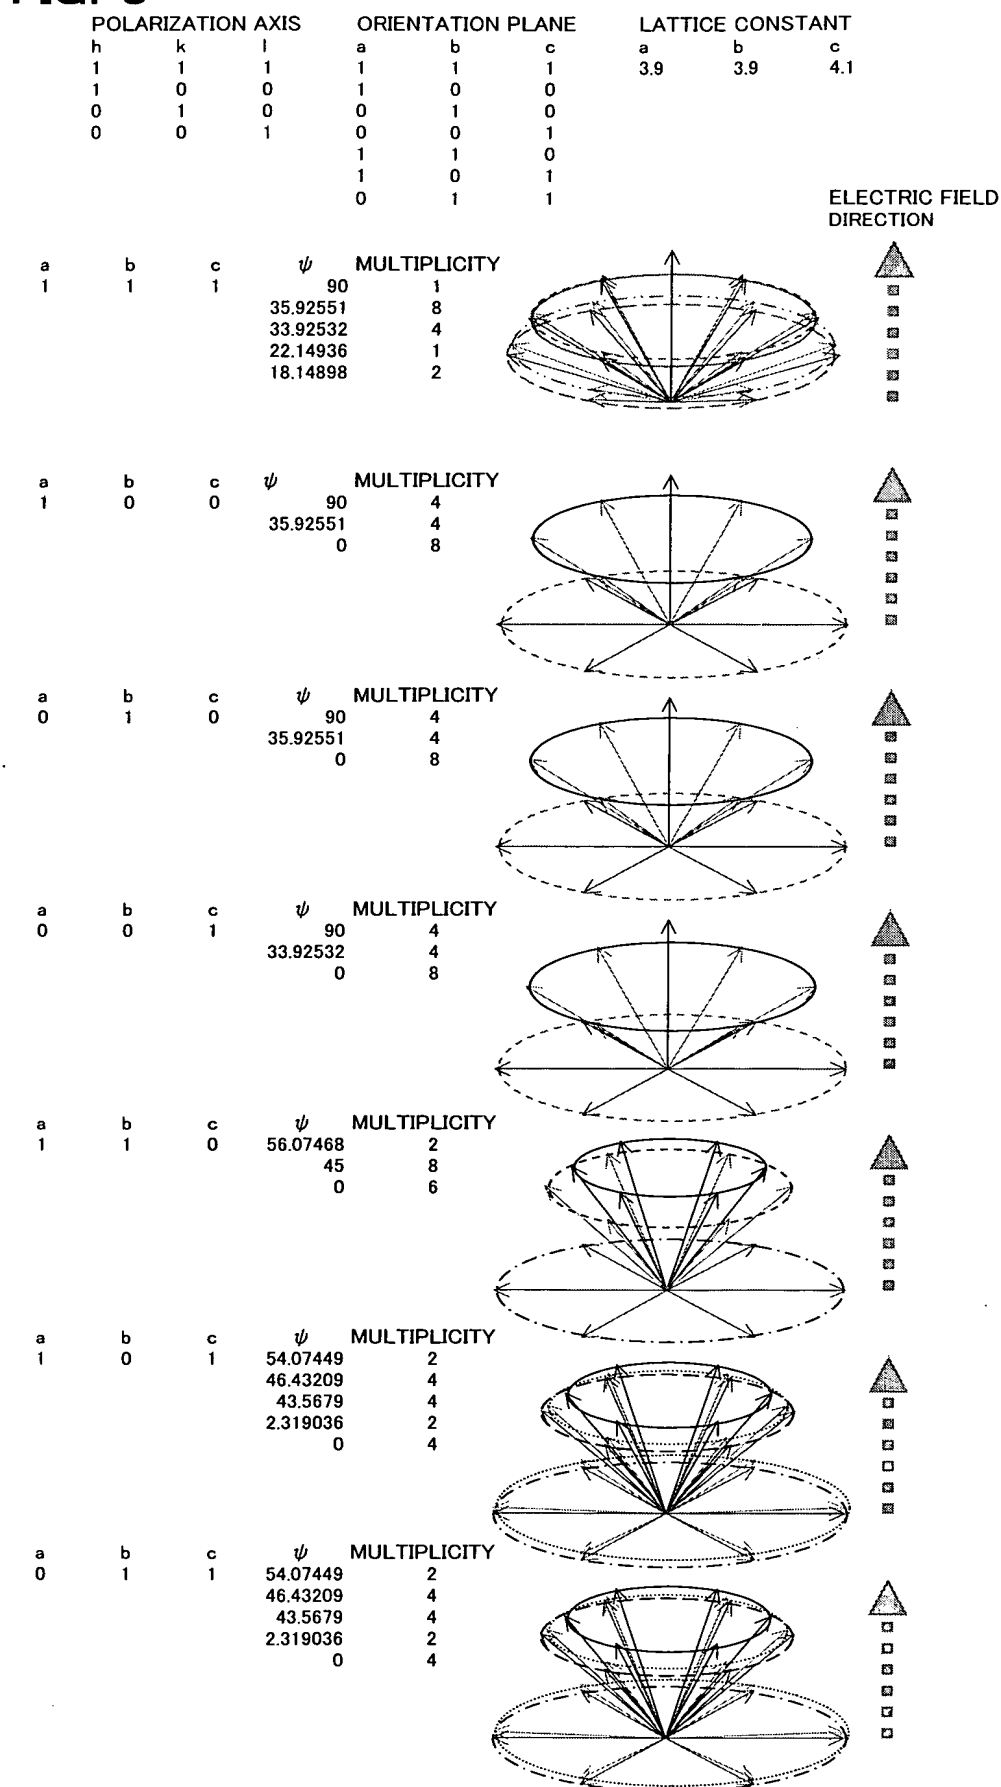 POLARIZATION AXIS ORIENTATION PLANE LATTICE CONSTANT
h k l a b c a b c
1 1 1 1 1 1 3.9 3.9 4.1
1 0 0 1 0 0
0 1 0 0 1 0
0 0 1 0 0 1
1 1 0
1 0 1
0 1 1
ELECTRIC FIELD
DIRECTION
a b c ψ MULTIPLICITY
1 1 1 90 1
35.92551 8
33.92532 4
22.14936 1
18.14898 2
a b c ψ MULTIPLICITY
1 0 0 90 4
35.92551 4
0 8
a b c ψ MULTIPLICITY
0 1 0 90 4
35.92551 4
0 8
a b c ψ MULTIPLICITY
0 0 1 90 4
33.92532 4
0 8
a b c ψ MULTIPLICITY
1 1 0 56.07468 2
45 8
0 6
a b c ψ MULTIPLICITY
1 0 1 54.07449 2
46.43209 4
43.5679 4
2.319036 2
0 4
a b c ψ MULTIPLICITY
0 1 1 54.07449 2
46.43209 4
43.5679 4
2.319036 2
0 4